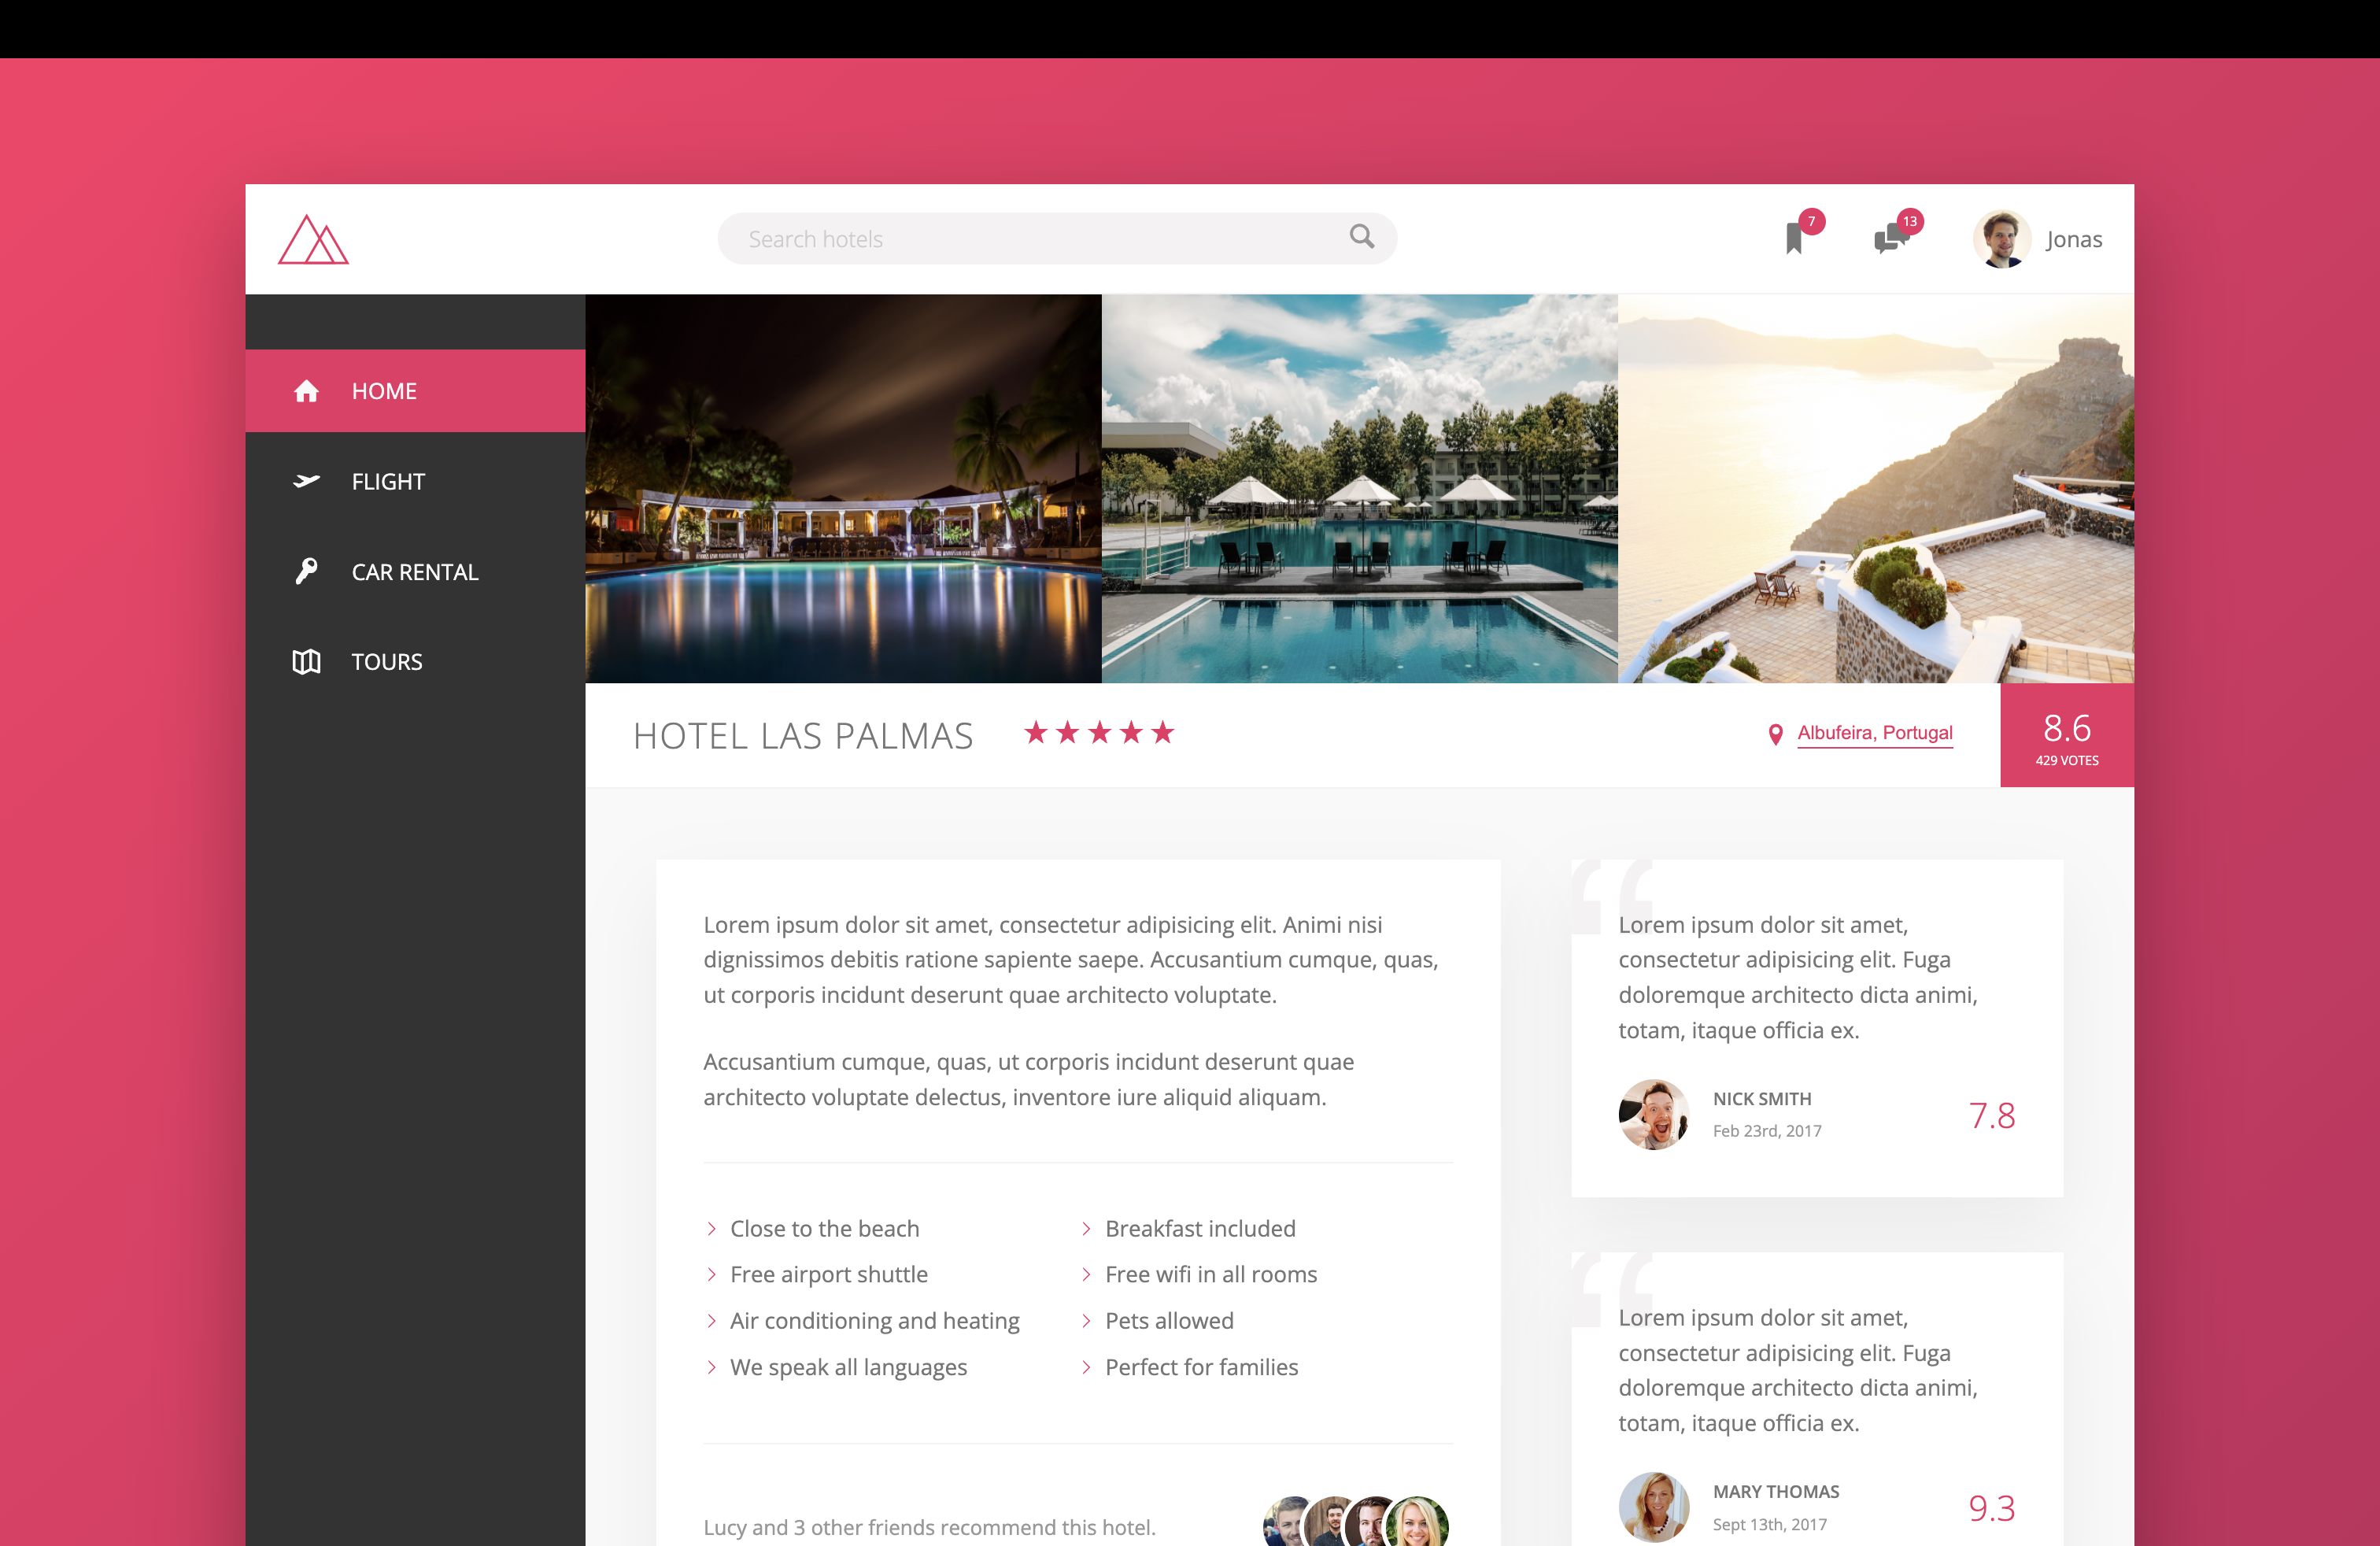 Search hotels
7
13
Jonas
HOME
FLIGHT
CAR RENTAL
TOURS
HOTEL LAS PALMAS
Albufeira, Portugal
8.6
429 VOTES
Lorem ipsum dolor sit amet, consectetur adipisicing elit. Animi nisi
dignissimos debitis ratione sapiente saepe. Accusantium cumque, quas,
ut corporis incidunt deserunt quae architecto voluptate.
Accusantium cumque, quas, ut corporis incidunt deserunt quae
architecto voluptate delectus, inventore iure aliquid aliquam.
Close to the beach
Breakfast included
Free airport shuttle
Free wifi in all rooms
Air conditioning and heating
Pets allowed
We speak all languages
Perfect for families
Lucy and 3 other friends recommend this hotel.
“
Lorem ipsum dolor sit amet,
consectetur adipisicing elit. Fuga
doloremque architecto dicta animi,
totam, itaque officia ex.
NICK SMITH
Feb 23rd, 2017
7.8
“
Lorem ipsum dolor sit amet,
consectetur adipisicing elit. Fuga
doloremque architecto dicta animi,
totam, itaque officia ex.
MARY THOMAS
Sept 13th, 2017
9.3